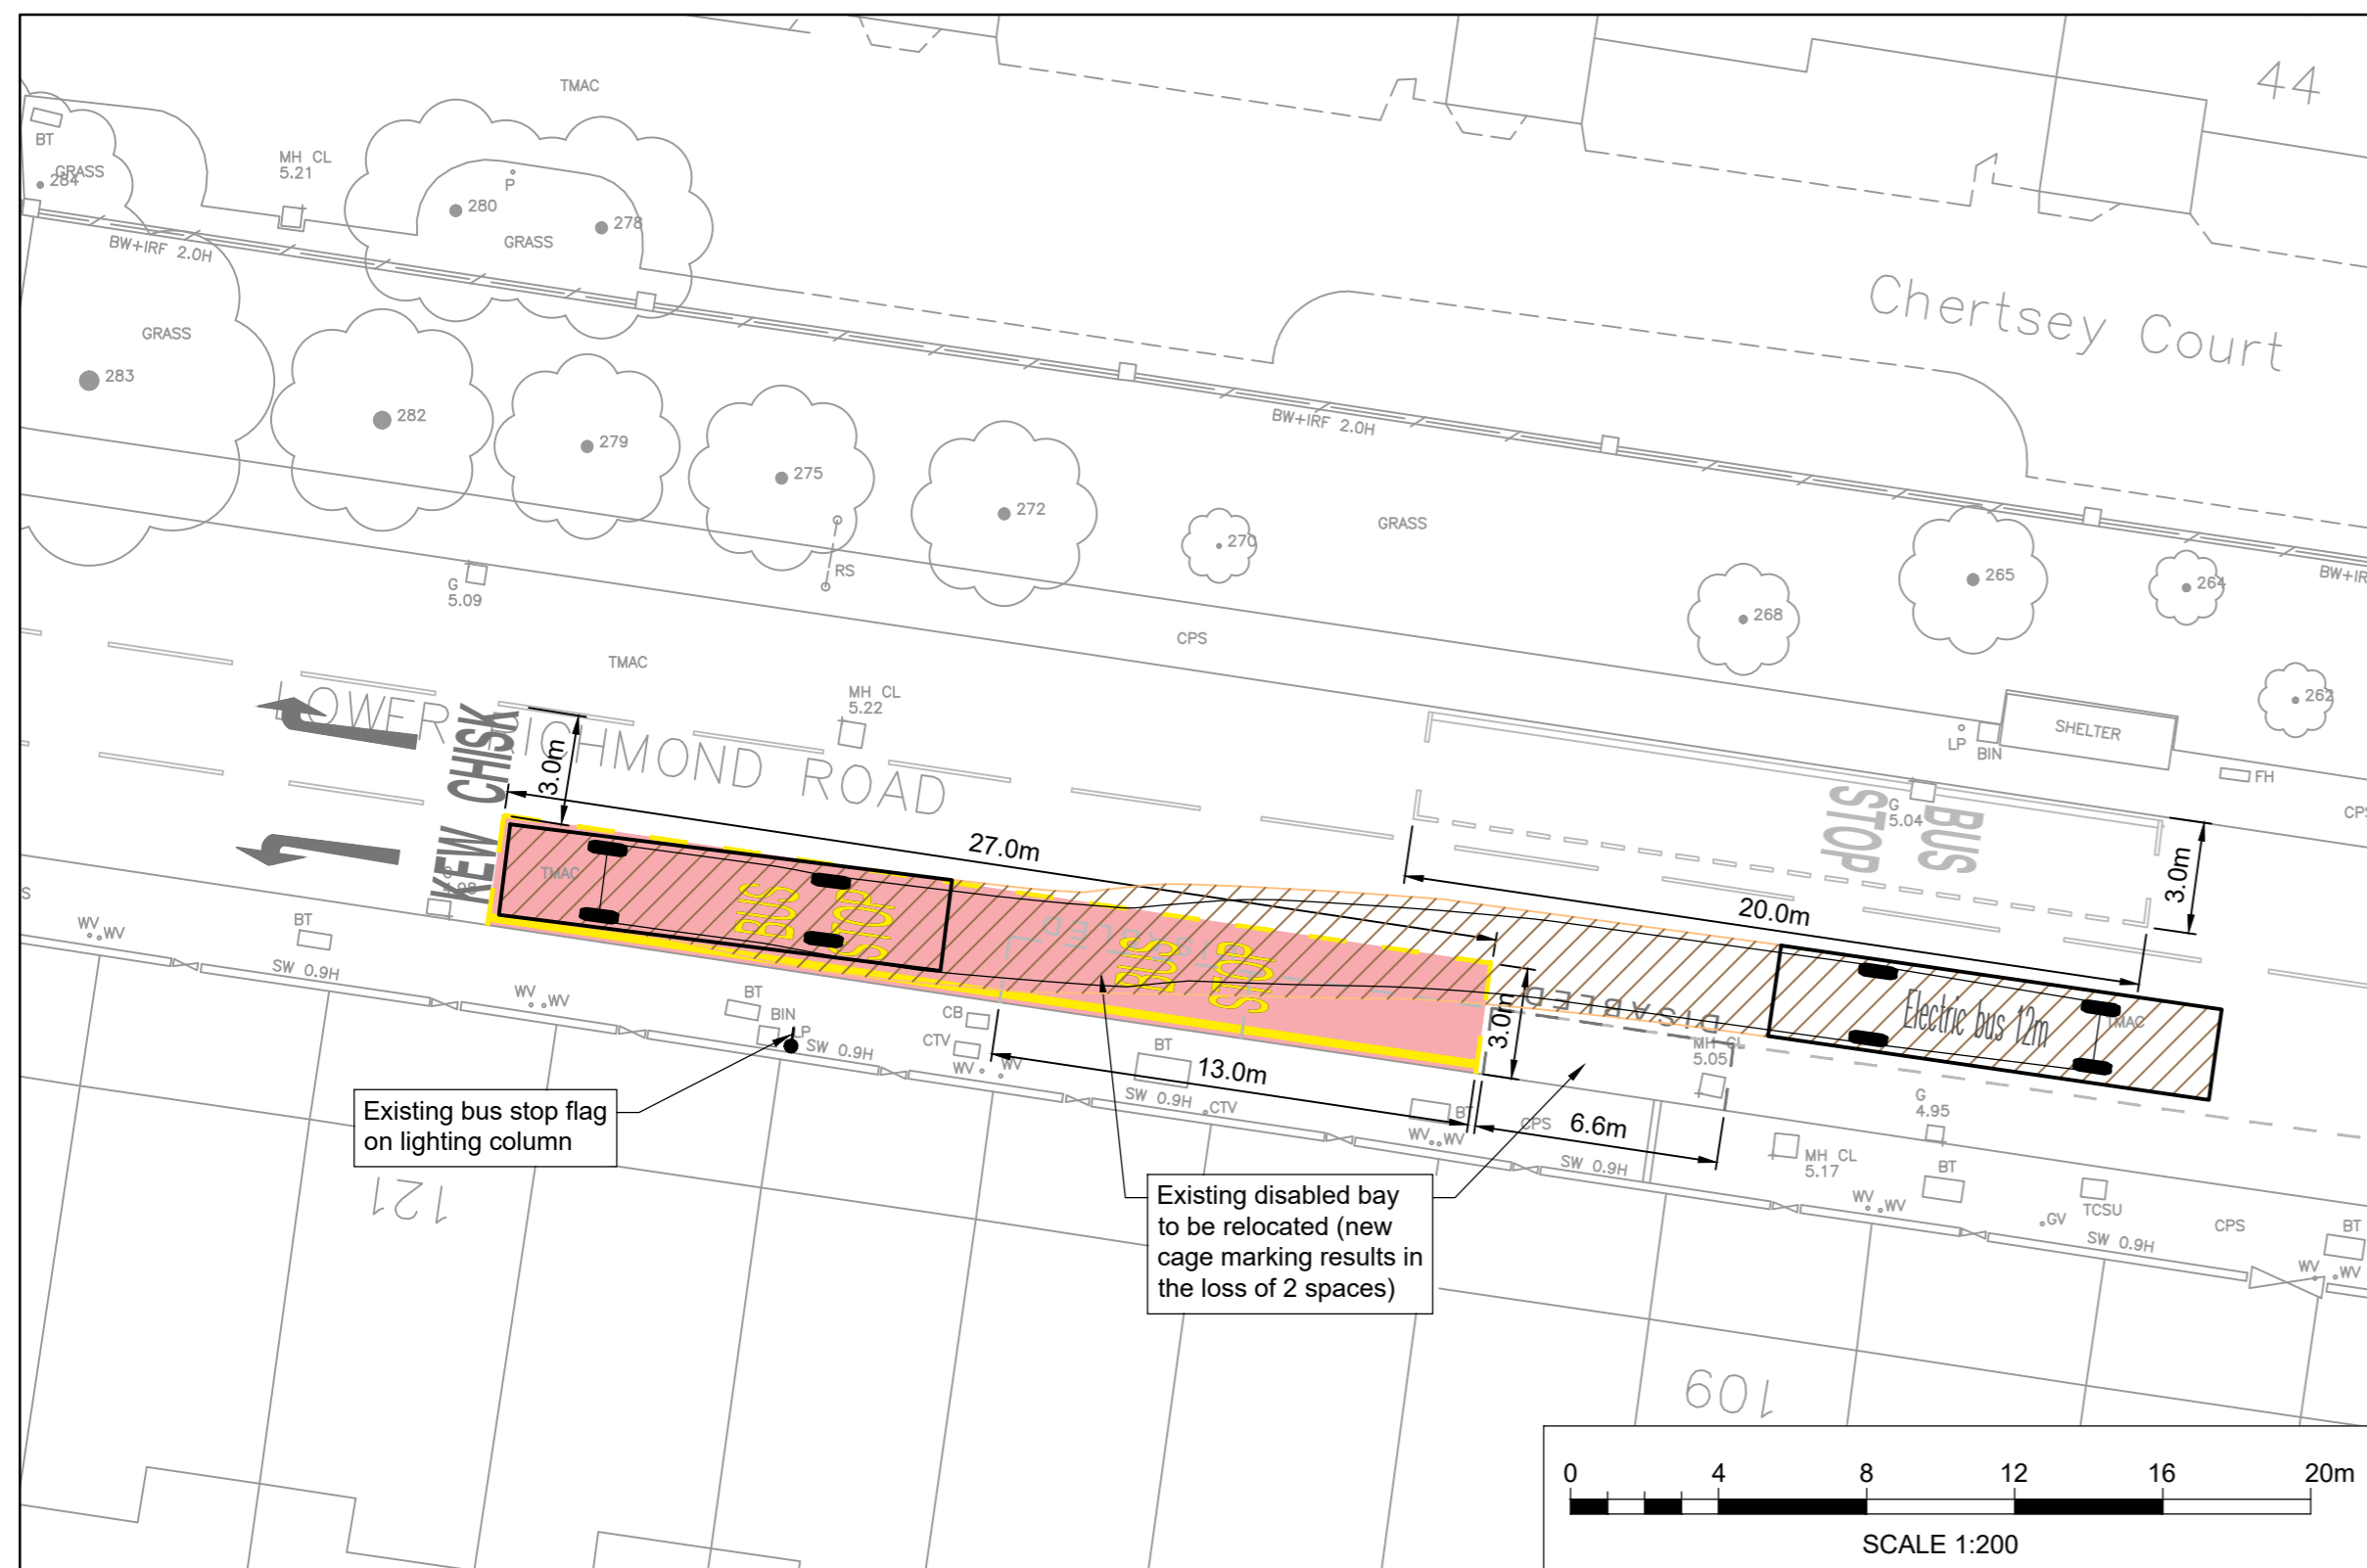 44
TMAC
BT
MH CL
5.21
GRASS
284
P
280
278
GRASS
BW+IRF 2.0H
Chertsey Court
GRASS
283
282
279
275
272
270
GRASS
BW+IRF 2.0H
RS
G
5.09
268
265
264
BW+IR
262
CPS
TMAC
LOWER RICHMOND ROAD
MH CL
5.22
KEW CHISK
KEW
3.0m
27.0m
20.0m
3.0m
LP
BIN
SHELTER
FH
CPS
G
5.04
BUS
STOP
TMAC
BUS
STOP
DISABLED
BUS
STOP
DISABLED
Electric bus 12m
TMAC
3.0m
MH CL
5.05
G
4.95
WV
WV
BT
SW 0.9H
WV
WV
BT
BIN
LP
SW 0.9H
CB
CTV
WV
WV
BT
13.0m
SW 0.9H
CTV
BT
WV
WV
CPS
6.6m
SW 0.9H
MH CL
5.17
BT
WV
WV
GV
TCSU
SW 0.9H
CPS
BT
WV
WV
Existing bus stop flag
on lighting column
Existing disabled bay
to be relocated (new
cage marking results in
the loss of 2 spaces)
121
109
0 4 8 12 16 20m
SCALE 1:200